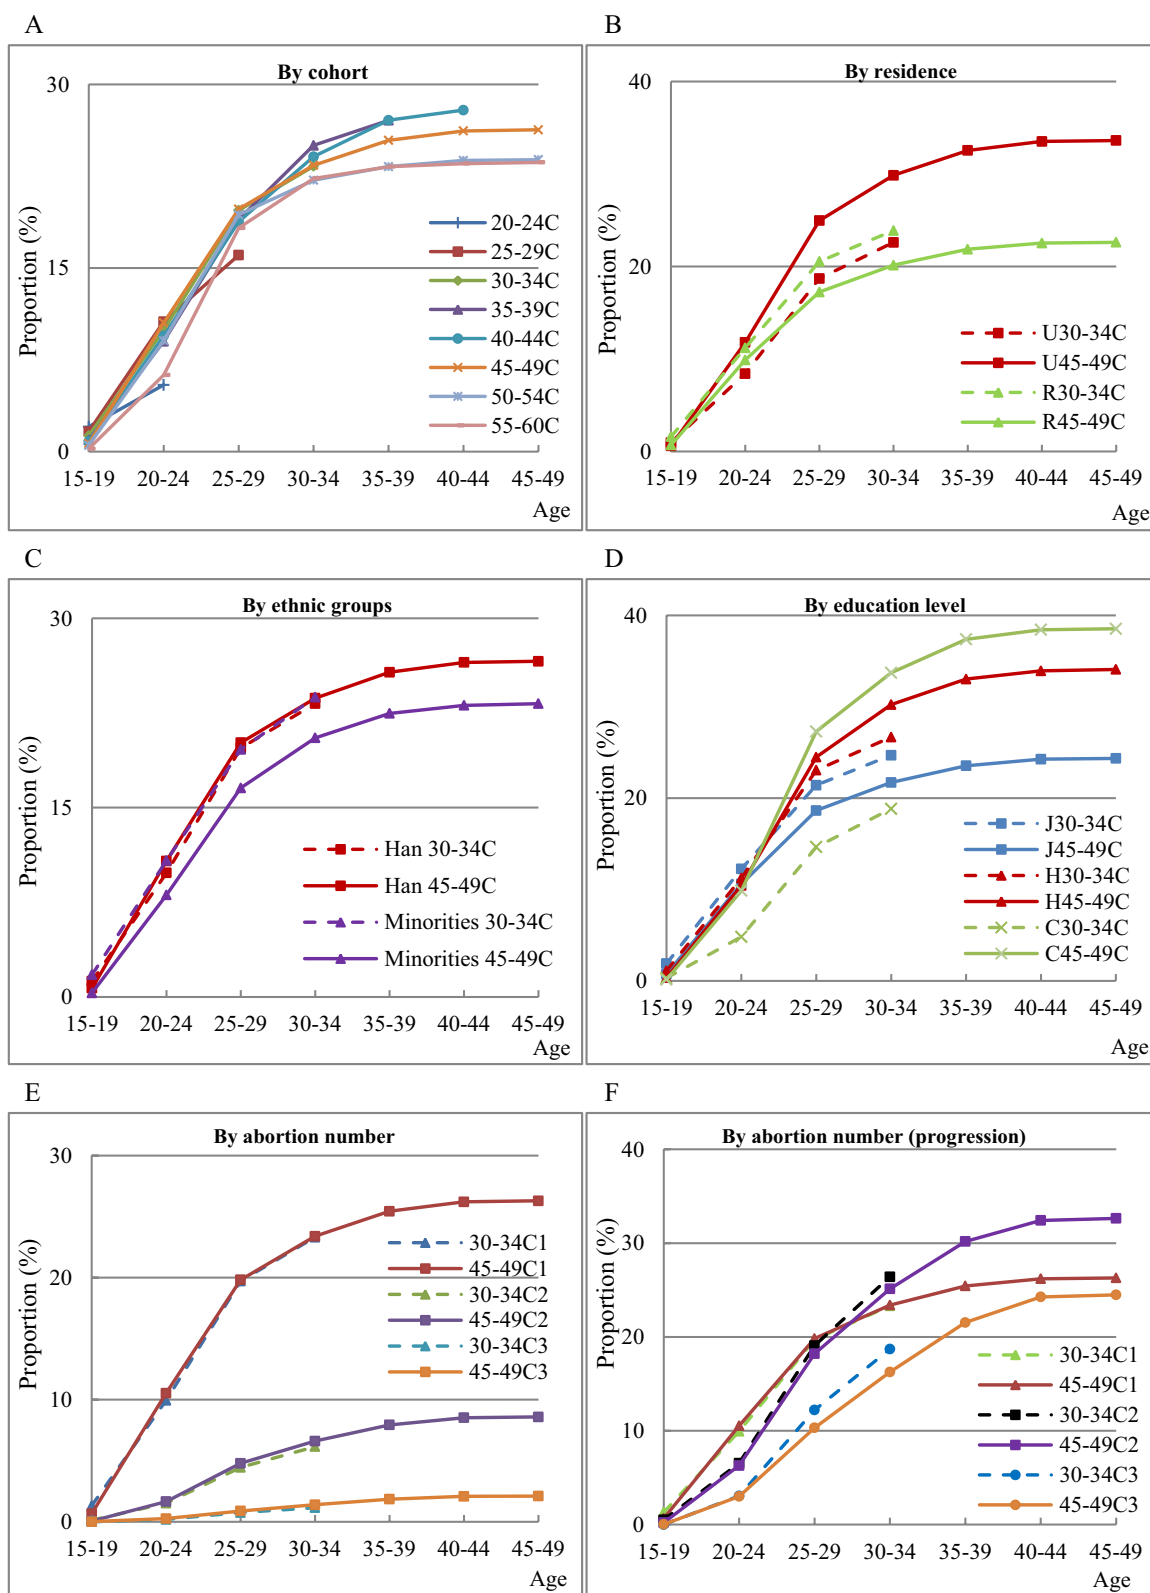 A
By cohort
30
15
0
Proportion (%)
20-24C
25-29C
30-34C
35-39C
40-44C
45-49C
50-54C
55-60C
15-19 20-24 25-29 30-34 35-39 40-44 45-49
Age
B
By residence
40
20
0
Proportion (%)
U30-34C
U45-49C
R30-34C
R45-49C
15-19 20-24 25-29 30-34 35-39 40-44 45-49
Age
C
By ethnic groups
30
15
0
Proportion (%)
Han 30-34C
Han 45-49C
Minorities 30-34C
Minorities 45-49C
15-19 20-24 25-29 30-34 35-39 40-44 45-49
Age
D
By education level
40
20
0
Proportion (%)
J30-34C
J45-49C
H30-34C
H45-49C
C30-34C
C45-49C
15-19 20-24 25-29 30-34 35-39 40-44 45-49
Age
E
By abortion number
30
20
10
0
Proportion (%)
30-34C1
45-49C1
30-34C2
45-49C2
30-34C3
45-49C3
15-19 20-24 25-29 30-34 35-39 40-44 45-49
Age
F
By abortion number (progression)
40
30
20
10
0
Proportion (%)
30-34C1
45-49C1
30-34C2
45-49C2
30-34C3
45-49C3
15-19 20-24 25-29 30-34 35-39 40-44 45-49
Age